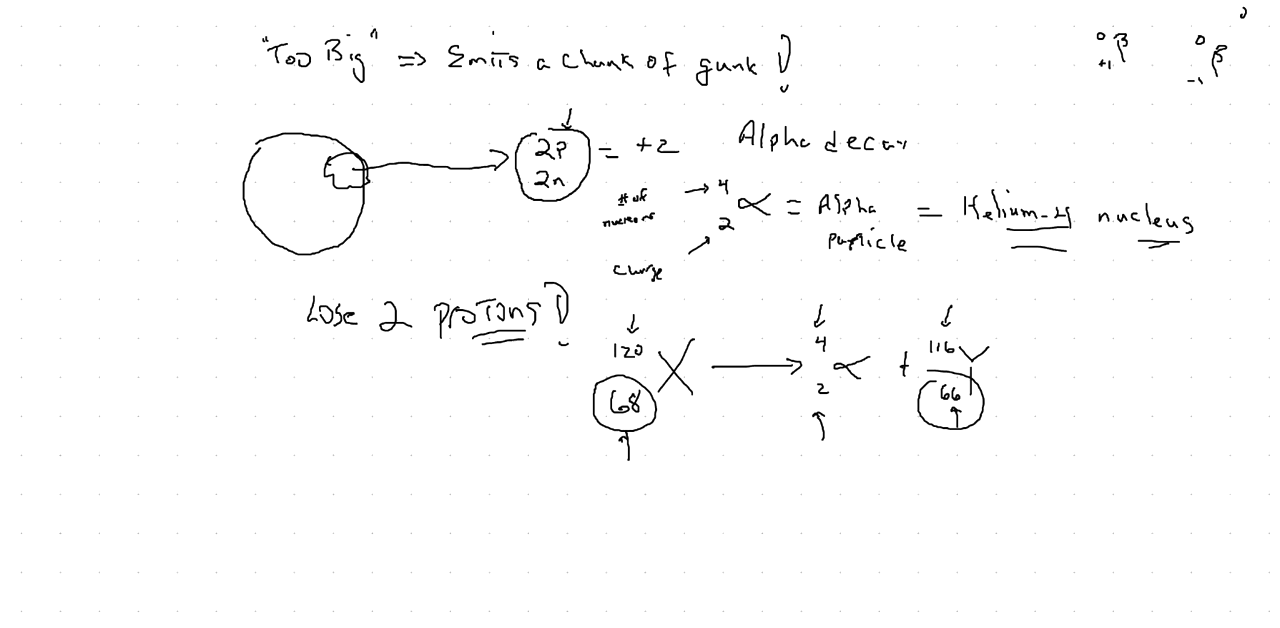 "Too Big" => Emits a chunk of gunk!
0 +1 β 0 -1 β
2p 2n = +2 Alpha decay
# of nucleons → 4 2 α = Alpha particle = Helium-4 nucleus
charge
Lose 2 protons!
120 68 X → 4 2 α + 116 66 Y